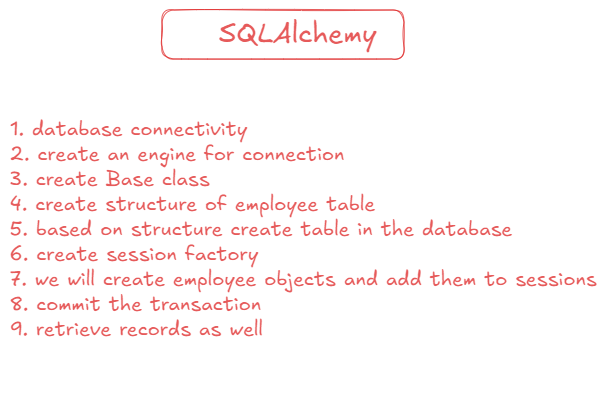 SQLAlchemy
1. database connectivity
2. create an engine for connection
3. create Base class
4. create structure of employee table
5. based on structure create table in the database
6. create session factory
7. we will create employee objects and add them to sessions
8. commit the transaction
9. retrieve records as well